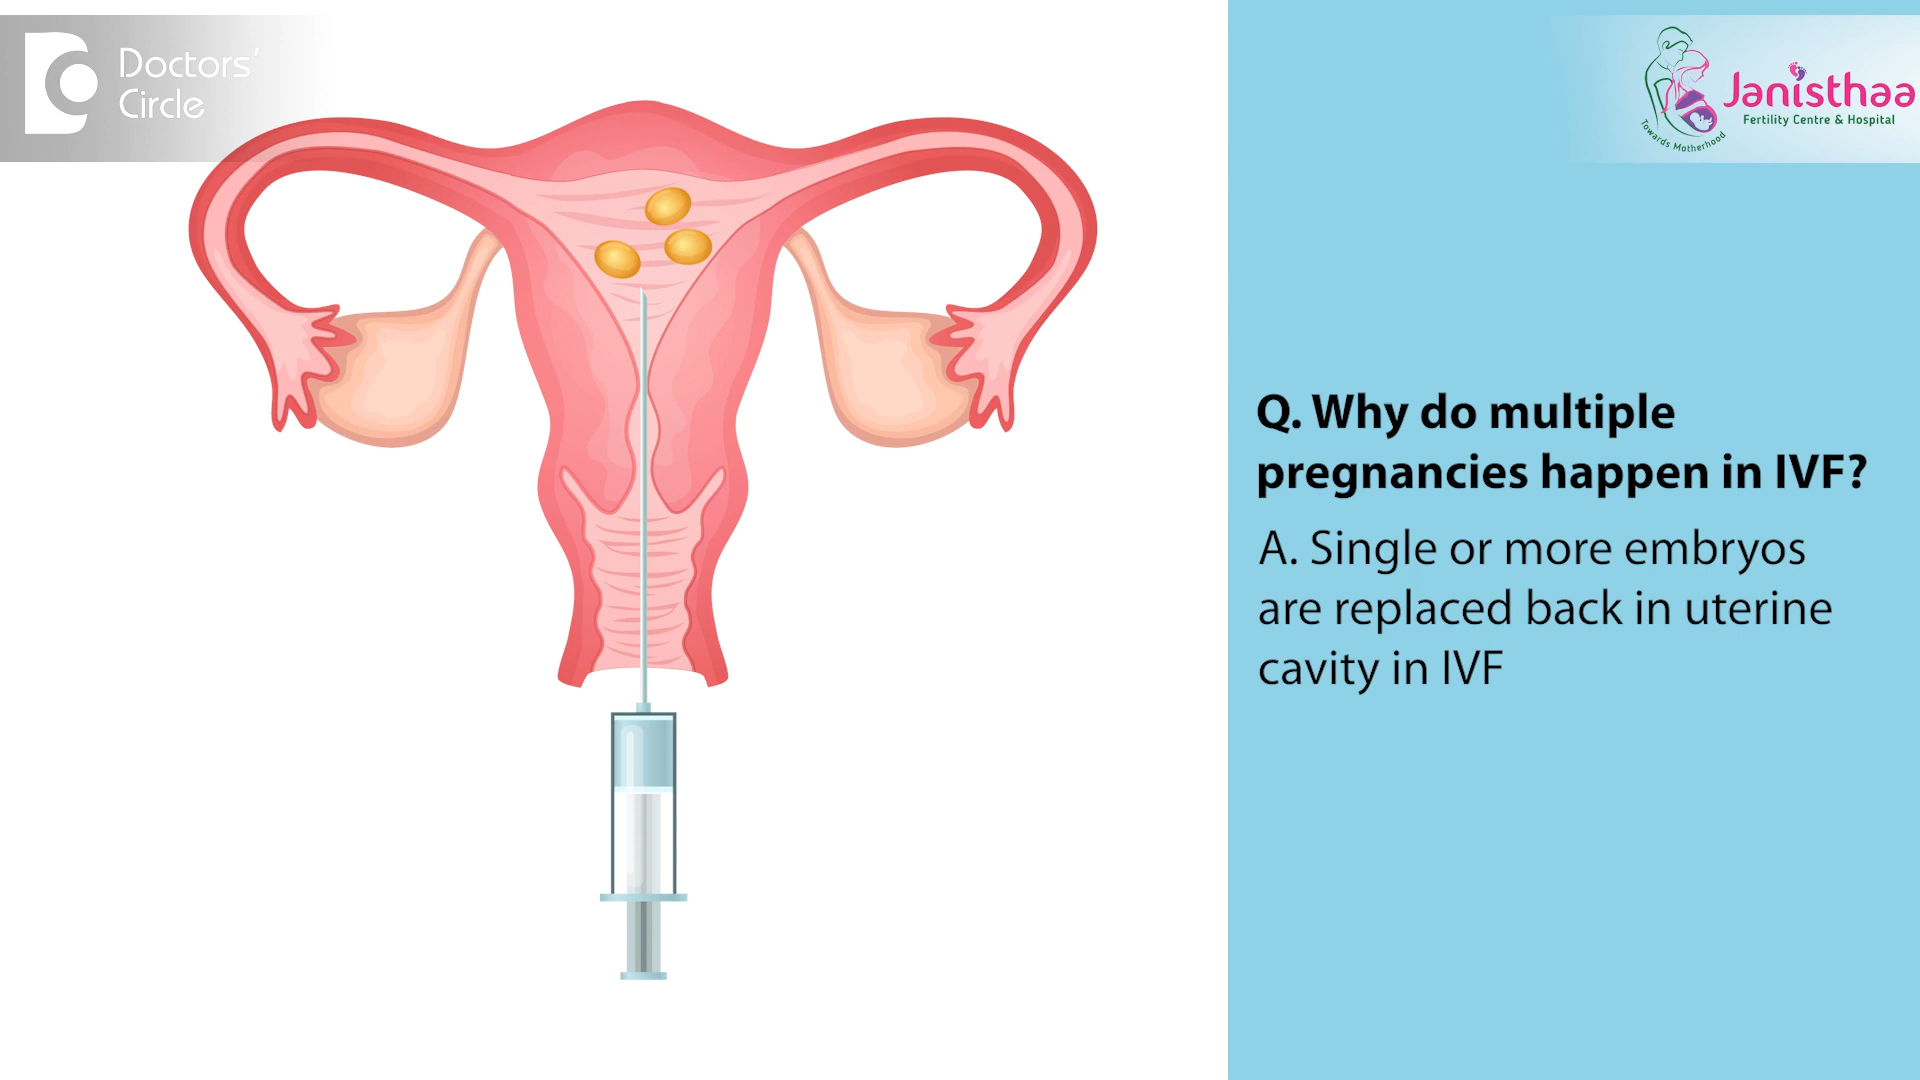 Doctors'
Circle
Janisthaa
Fertility Centre & Hospital
Towards Motherhood
Q. Why do multiple
pregnancies happen in IVF?
A. Single or more embryos
are replaced back in uterine
cavity in IVF